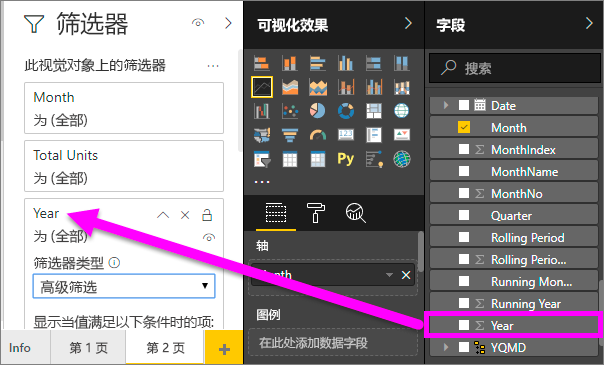 筛选器
此视觉对象上的筛选器
...
Month
为 (全部)
Total Units
为 (全部)
Year
为 (全部)
筛选器类型
高级筛选
显示当值满足以下条件时的项:
Info
第 1 页
第 2 页
+
可视化效果
Py
...
轴
Month
图例
在此处添加数据字段
字段
搜索
Date
Month
MonthIndex
MonthName
MonthNo
Quarter
Rolling Period
Rolling Perio...
Running Mon...
Running Year
Year
YQMD